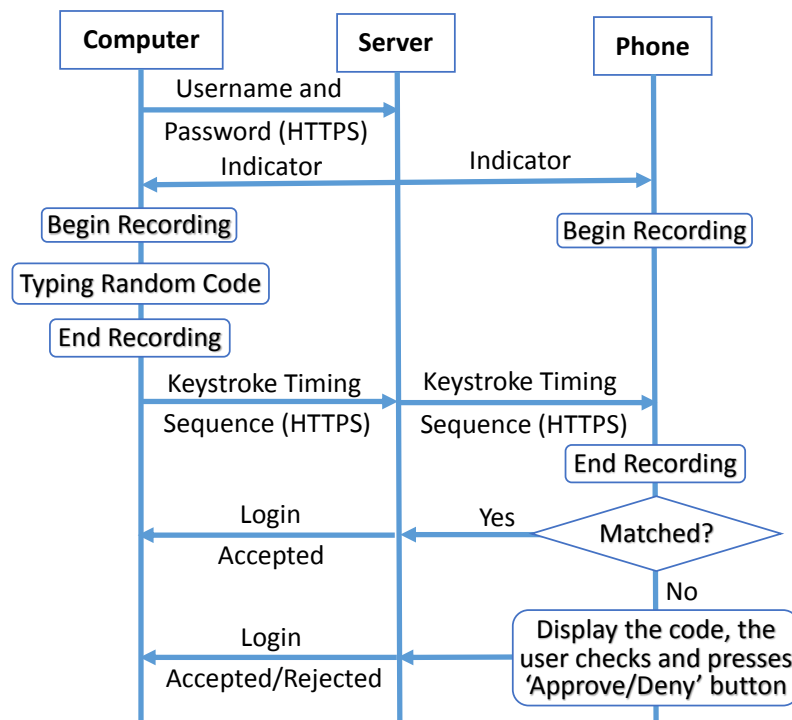 Computer
Server
Phone
Username and
Password (HTTPS)
Indicator
Indicator
Begin Recording
Begin Recording
Typing Random Code
End Recording
Keystroke Timing
Sequence (HTTPS)
Keystroke Timing
Sequence (HTTPS)
End Recording
Matched?
Yes
Login
Accepted
No
Display the code, the
user checks and presses
‘Approve/Deny’ button
Login
Accepted/Rejected